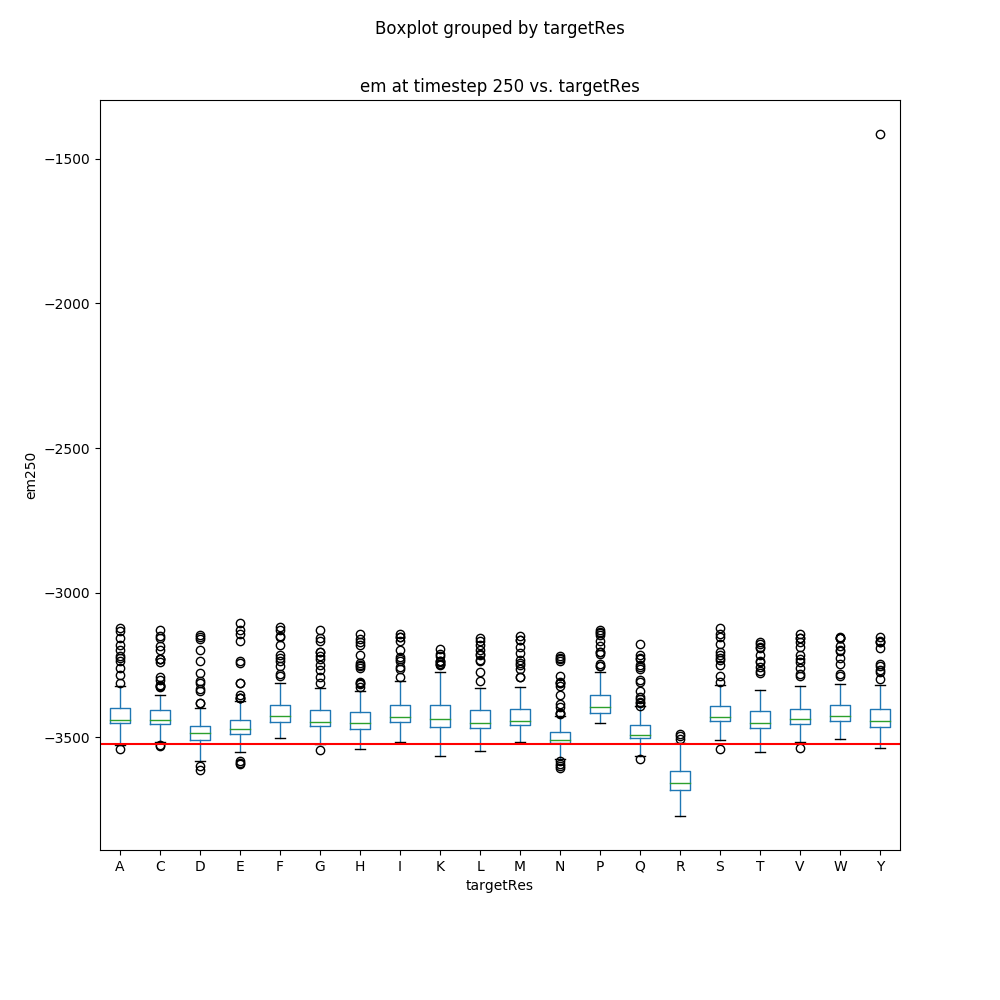 Boxplot grouped by targetRes
em at timestep 250 vs. targetRes
−1500
−2000
−2500
em250
−3000
−3500
A C D E F G H I K L M N P Q R S T V W Y
targetRes